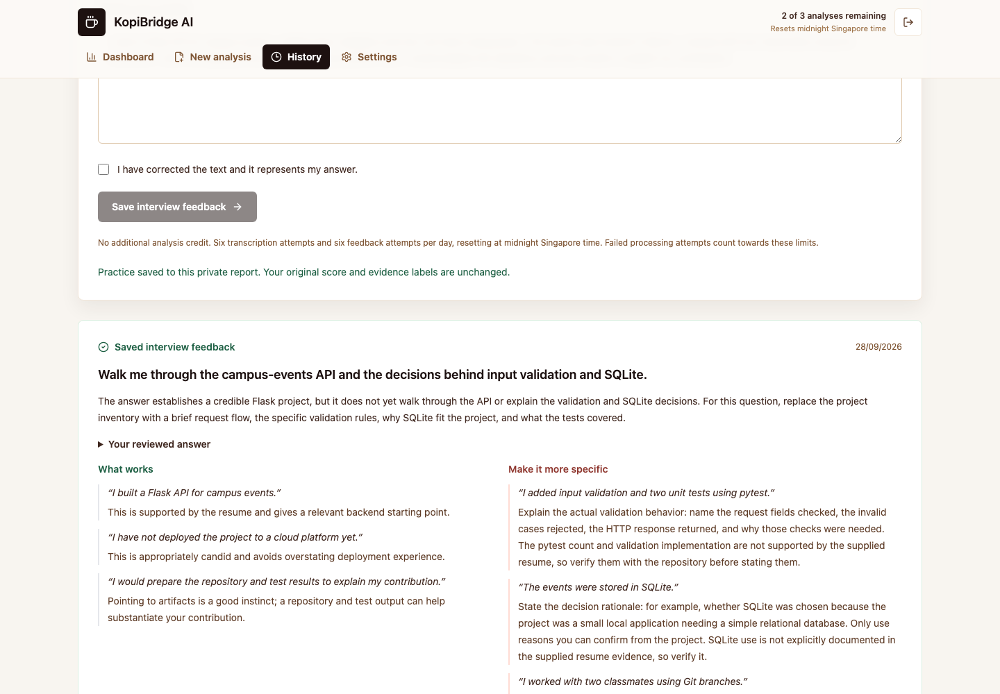 KopiBridge AI
2 of 3 analyses remaining
Resets midnight Singapore time
Dashboard
New analysis
History
Settings
I have corrected the text and it represents my answer.
Save interview feedback
No additional analysis credit. Six transcription attempts and six feedback attempts per day, resetting at midnight Singapore time. Failed processing attempts count towards these limits.
Practice saved to this private report. Your original score and evidence labels are unchanged.
Saved interview feedback
28/09/2026
Walk me through the campus-events API and the decisions behind input validation and SQLite.
The answer establishes a credible Flask project, but it does not yet walk through the API or explain the validation and SQLite decisions. For this question, replace the project
inventory with a brief request flow, the specific validation rules, why SQLite fit the project, and what the tests covered.
Your reviewed answer
What works
“I built a Flask API for campus events.”
This is supported by the resume and gives a relevant backend starting point.
“I have not deployed the project to a cloud platform yet.”
This is appropriately candid and avoids overstating deployment experience.
“I would prepare the repository and test results to explain my contribution.”
Pointing to artifacts is a good instinct; a repository and test output can help
substantiate your contribution.
Make it more specific
“I added input validation and two unit tests using pytest.”
Explain the actual validation behavior: name the request fields checked, the invalid
cases rejected, the HTTP response returned, and why those checks were needed.
The pytest count and validation implementation are not supported by the supplied
resume, so verify them with the repository before stating them.
“The events were stored in SQLite.”
State the decision rationale: for example, whether SQLite was chosen because the
project was a small local application needing a simple relational database. Only use
reasons you can confirm from the project. SQLite use is not explicitly documented in
the supplied resume evidence, so verify it.
“I worked with two classmates using Git branches.”